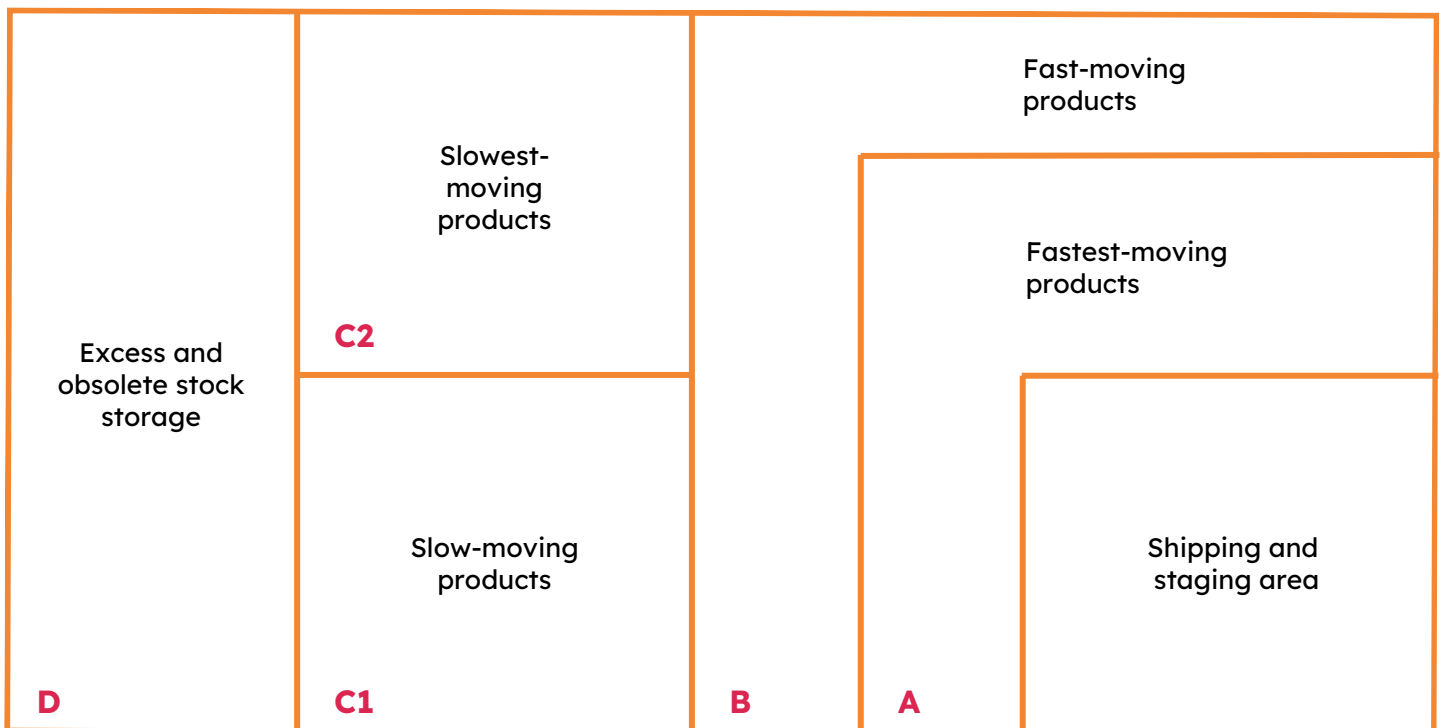 Fast-moving
products
Slowest-
moving
products
Fastest-moving
products
C2
Excess and
obsolete stock
storage
Slow-moving
products
Shipping and
staging area
D
C1
B
A